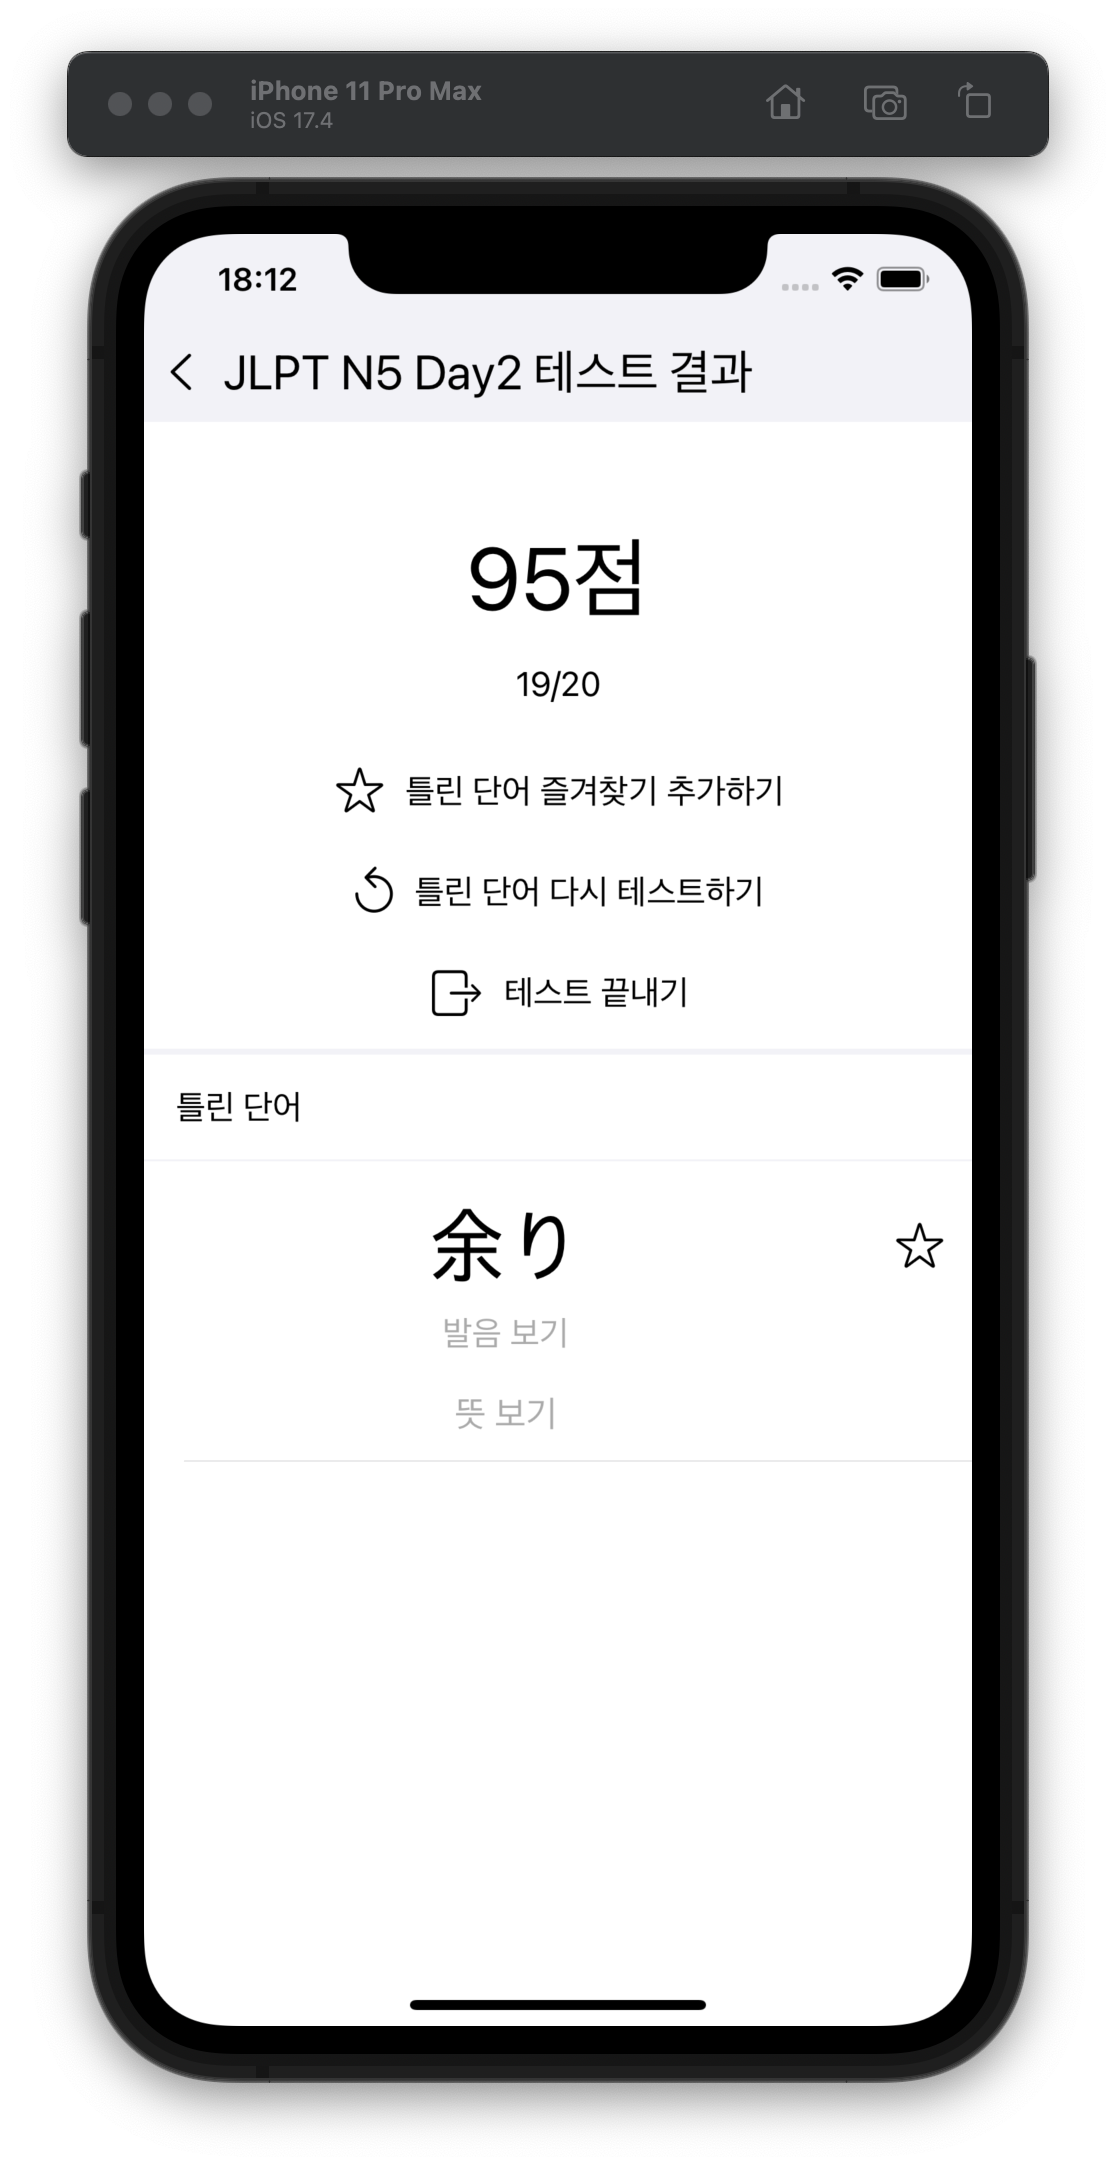 iPhone 11 Pro Max
iOS 17.4
18:12
JLPT N5 Day2 테스트 결과
95점
19/20
틀린 단어 즐겨찾기 추가하기
틀린 단어 다시 테스트하기
테스트 끝내기
틀린 단어
余り
발음 보기
뜻 보기